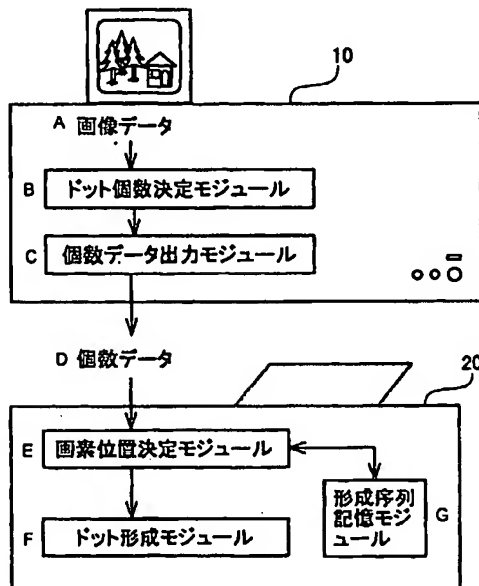 10
A 画像データ
B ドット個数決定モジュール
C 個数データ出力モジュール
D 個数データ
20
E 画素位置決定モジュール
形成序列
記憶モジ
ュール
G
F ドット形成モジュール